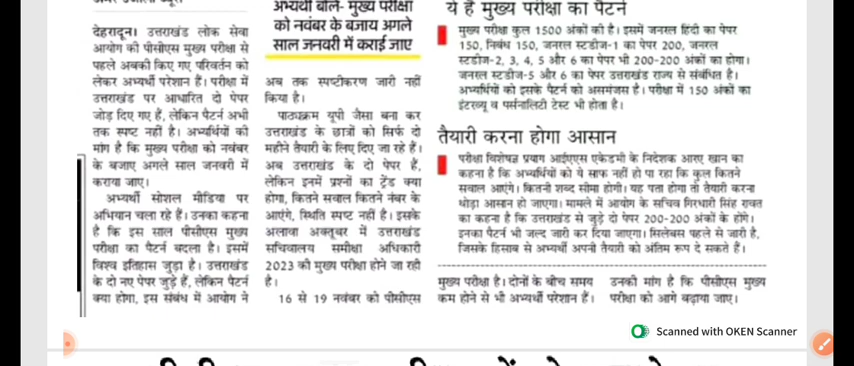 अभ्यर्थी बोले- मुख्य परीक्षा
को नवंबर के बजाय अगले
साल जनवरी में कराई जाए
देहरादून। उत्तराखंड लोक सेवा
आयोग की पीसीएस मुख्य परीक्षा से
पहले अबकी किए गए परिवर्तन को
लेकर अभ्यर्थी परेशान हैं। परीक्षा में
उत्तराखंड पर आधारित दो पेपर
जोड़ दिए गए हैं, लेकिन पैटर्न अभी
तक स्पष्ट नहीं है। अभ्यर्थियों की
मांग है कि मुख्य परीक्षा को नवंबर
के बजाए अगले साल जनवरी में
कराया जाए।
अभ्यर्थी सोशल मीडिया पर
अभियान चला रहे हैं। उनका कहना
है कि इस साल पीसीएस मुख्य
परीक्षा का पैटर्न बदला है। इसमें
विश्व इतिहास जुड़ा है। उत्तराखंड
के दो नए पेपर जुड़े हैं, लेकिन पैटर्न
क्या होगा, इस संबंध में आयोग ने
अब तक स्पष्टीकरण जारी नहीं
किया है।
पाठ्यक्रम यूपी जैसा बना कर
उत्तराखंड के छात्रों को सिर्फ दो
महीने तैयारी के लिए दिए जा रहे हैं।
अब उत्तराखंड के दो पेपर हैं,
लेकिन इनमें प्रश्नों का ट्रेंड क्या
होगा, कितने सवाल कितने नंबर के
आएंगे, स्थिति स्पष्ट नहीं है। इसके
अलावा अक्तूबर में उत्तराखंड
सचिवालय समीक्षा अधिकारी
2023 की मुख्य परीक्षा होने जा रही
है।
16 से 19 नवंबर को पीसीएस
ये है मुख्य परीक्षा का पैटर्न
मुख्य परीक्षा कुल 1500 अंकों की है। इसमें जनरल हिंदी का पेपर
150, निबंध 150, जनरल स्टडीज-1 का पेपर 200, जनरल
स्टडीज-2, 3, 4, 5 और 6 का पेपर भी 200-200 अंकों का होगा।
जनरल स्टडीज-5 और 6 का पेपर उत्तराखंड राज्य से संबंधित है।
अभ्यर्थियों को इसके पैटर्न को असमंजस है। परीक्षा में 150 अंकों का
इंटरव्यू व पर्सनालिटी टेस्ट भी होता है।
तैयारी करना होगा आसान
परीक्षा विशेषज्ञ प्रयाग आईएएस एकेडमी के निदेशक आरए खान का
कहना है कि अभ्यर्थियों को ये साफ नहीं हो पा रहा कि कुल कितने
सवाल आएंगे। कितनी शब्द सीमा होगी। यह पता होगा तो तैयारी करना
थोड़ा आसान हो जाएगा। मामले में आयोग के सचिव गिरधारी सिंह रावत
का कहना है कि उत्तराखंड से जुड़े दो पेपर 200-200 अंकों के होंगे।
इनका पैटर्न भी जल्द जारी कर दिया जाएगा। सिलेबस पहले से जारी है,
जिसके हिसाब से अभ्यर्थी अपनी तैयारी को अंतिम रूप दे सकते हैं।
मुख्य परीक्षा है। दोनों के बीच समय
कम होने से भी अभ्यर्थी परेशान हैं।
उनकी मांग है कि पीसीएस मुख्य
परीक्षा को आगे बढ़ाया जाए।
Scanned with OKEN Scanner